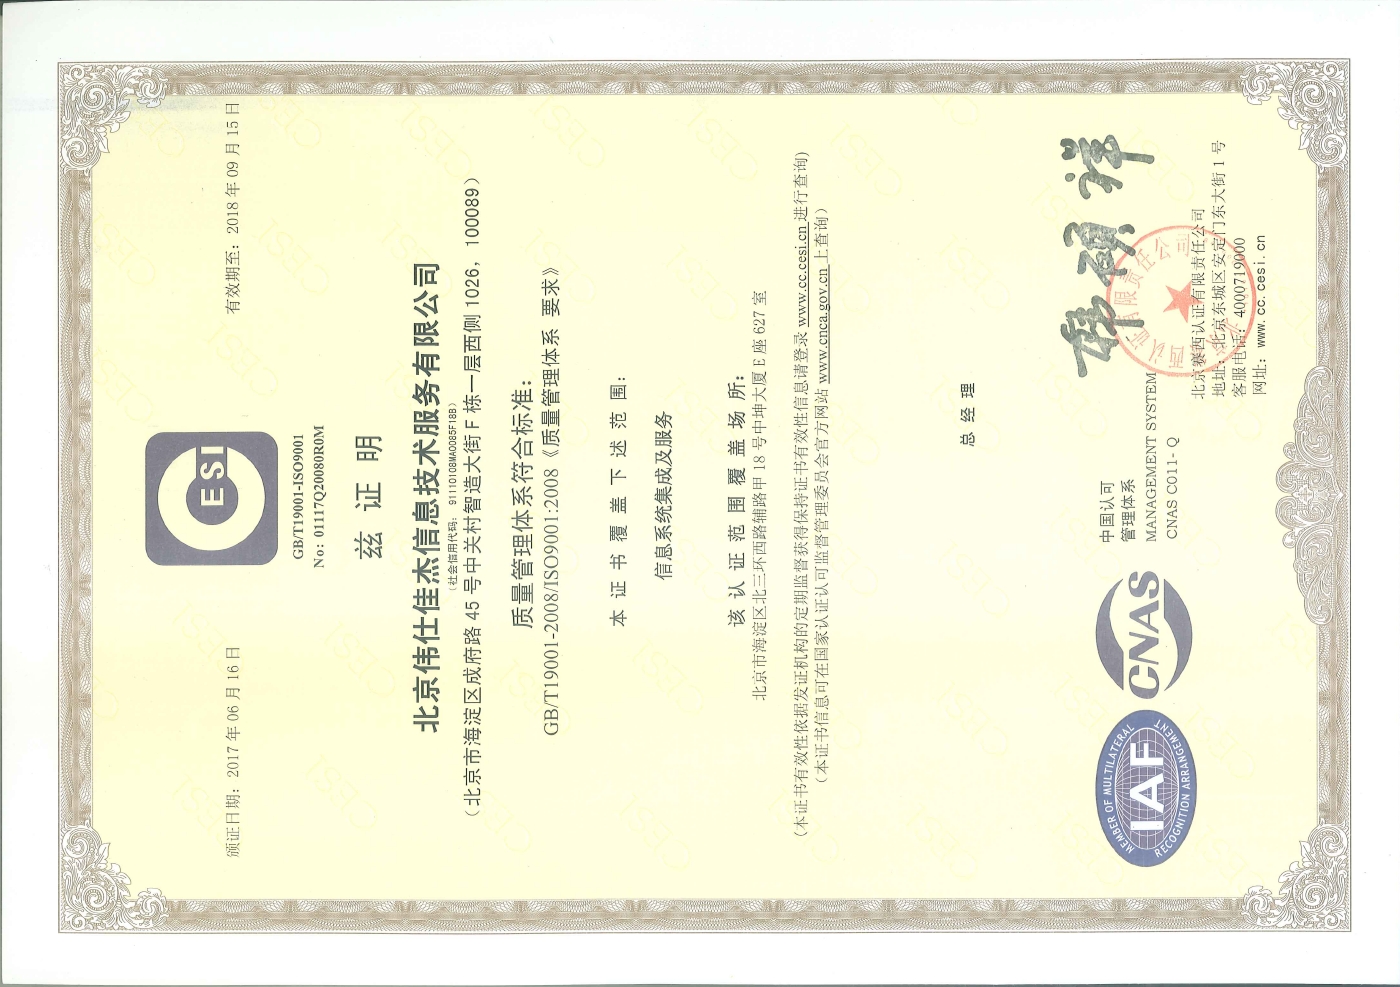 颁证日期：2017 年 06 月 16 日
有效期至：2018 年 09 月 15 日
CESI
GB/T19001-ISO9001
No: 01117Q20080R0M
兹 证 明
北京伟仕佳杰信息技术服务有限公司
（社会信用代码： 91110108MA0085F18B）
（北京市海淀区成府路 45 号中关村智造大街 F 栋一层西侧 1026，100089）
质量管理体系符合标准：
GB/T19001-2008/ISO9001:2008《质量管理体系 要求》
本 证 书 覆 盖 下 述 范 围：
信息系统集成及服务
该 认 证 范 围 覆 盖 场 所：
北京市海淀区北三环西路辅路甲 18 号中坤大厦 E 座 627 室
(本证书有效性依据发证机构的定期监督获得保持证书有效性信息请登录 www.cc.cesi.cn 进行查询)
（本证书信息可在国家认证认可监督管理委员会官方网站 www.cnca.gov.cn 上查询）
总 经 理
韩硕祥
MEMBER OF MULTILATERAL
IAF
RECOGNITION ARRANGEMENT
CNAS
中国认可
管理体系
MANAGEMENT SYSTEM
CNAS C011- Q
北京赛西认证有限责任公司
地址：北京东城区安定门东大街 1 号
客服电话：4000719000
网址：www.cc.cesi.cn